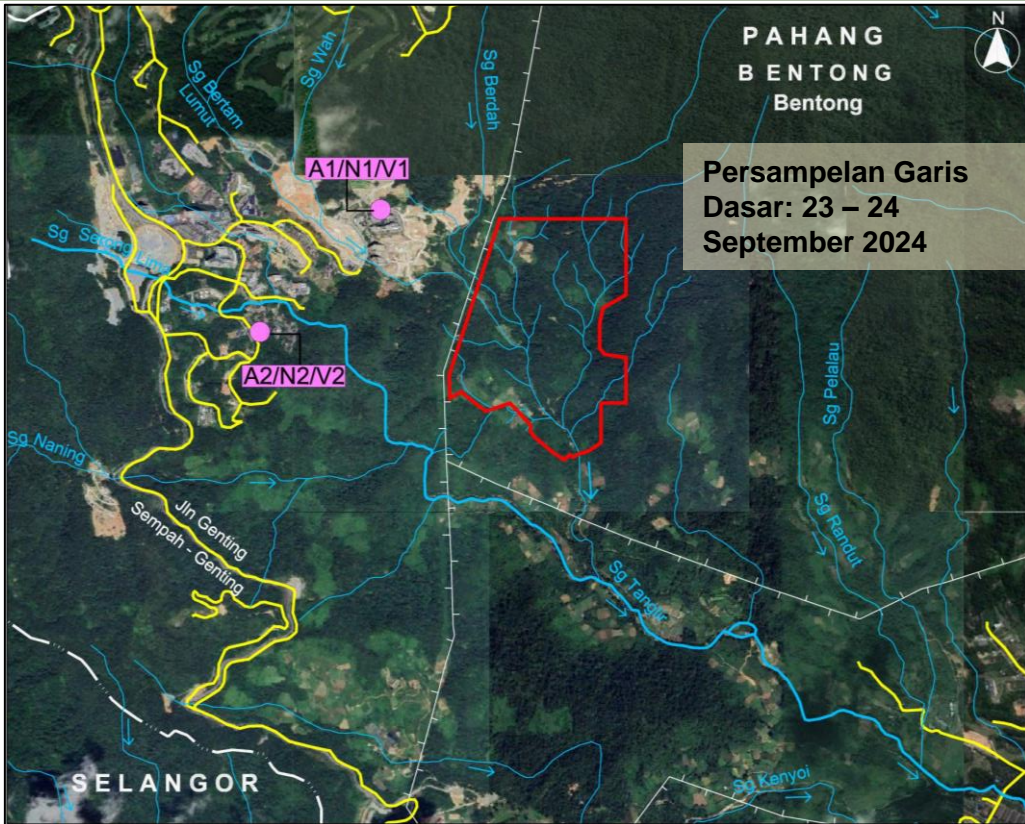 PAHANG
BENTONG
Bentong
N
Persampelan Garis
Dasar: 23 – 24
September 2024
Sg Wah
Sg Bertam
Lumut
Sg Berdah
A1/N1/V1
Sg Serong Lima
A2/N2/V2
Sg Naning
Jln Genting
Sempah - Genting
Sg Pelalau
Sg Randut
Sg Tanglir
Sg Kenyoi
SELANGOR